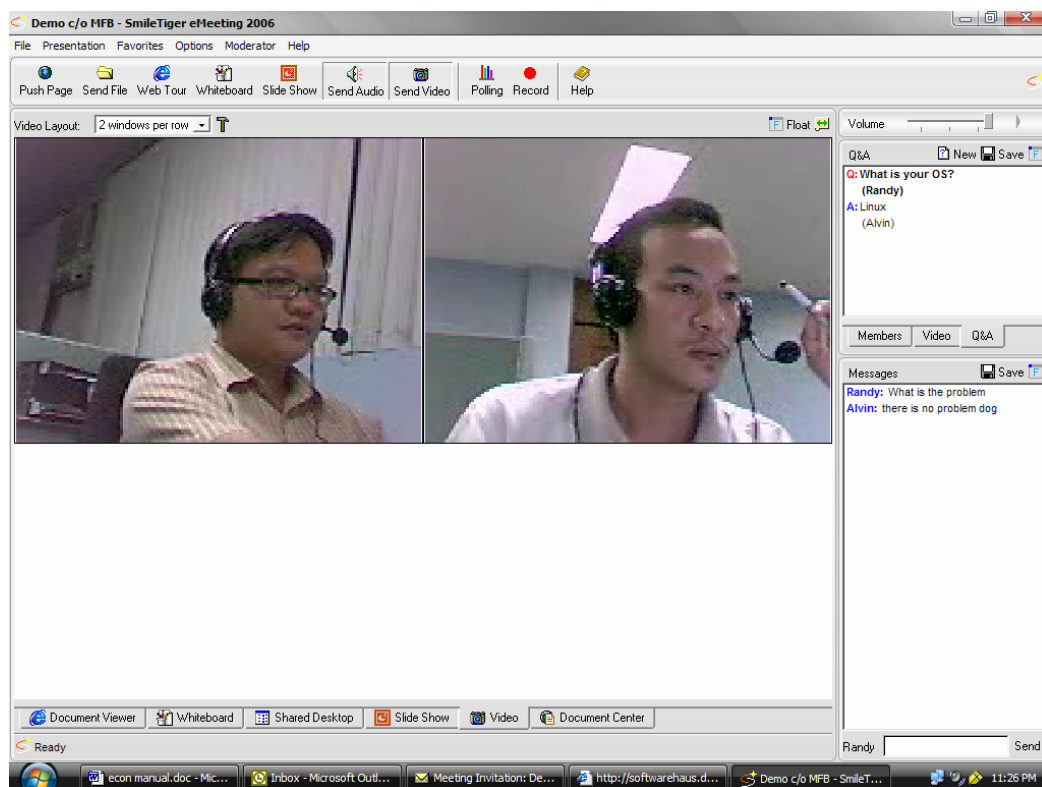 Demo c/o MFB - SmileTiger eMeeting 2006
File Presentation Favorites Options Moderator Help
Push Page Send File Web Tour Whiteboard Slide Show Send Audio Send Video Polling Record Help
Video Layout: 2 windows per row
F Float
Volume
Q&A New Save F
Q: What is your OS?
(Randy)
A: Linux
(Alvin)
Members Video Q&A
Messages Save F
Randy: What is the problem
Alvin: there is no problem dog
Document Viewer Whiteboard Shared Desktop Slide Show Video Document Center
Ready
Randy Send
econ manual.doc - Mic... Inbox - Microsoft Outl... Meeting Invitation: De... http://softwarehaus.d... Demo c/o MFB - SmileT... 11:26 PM